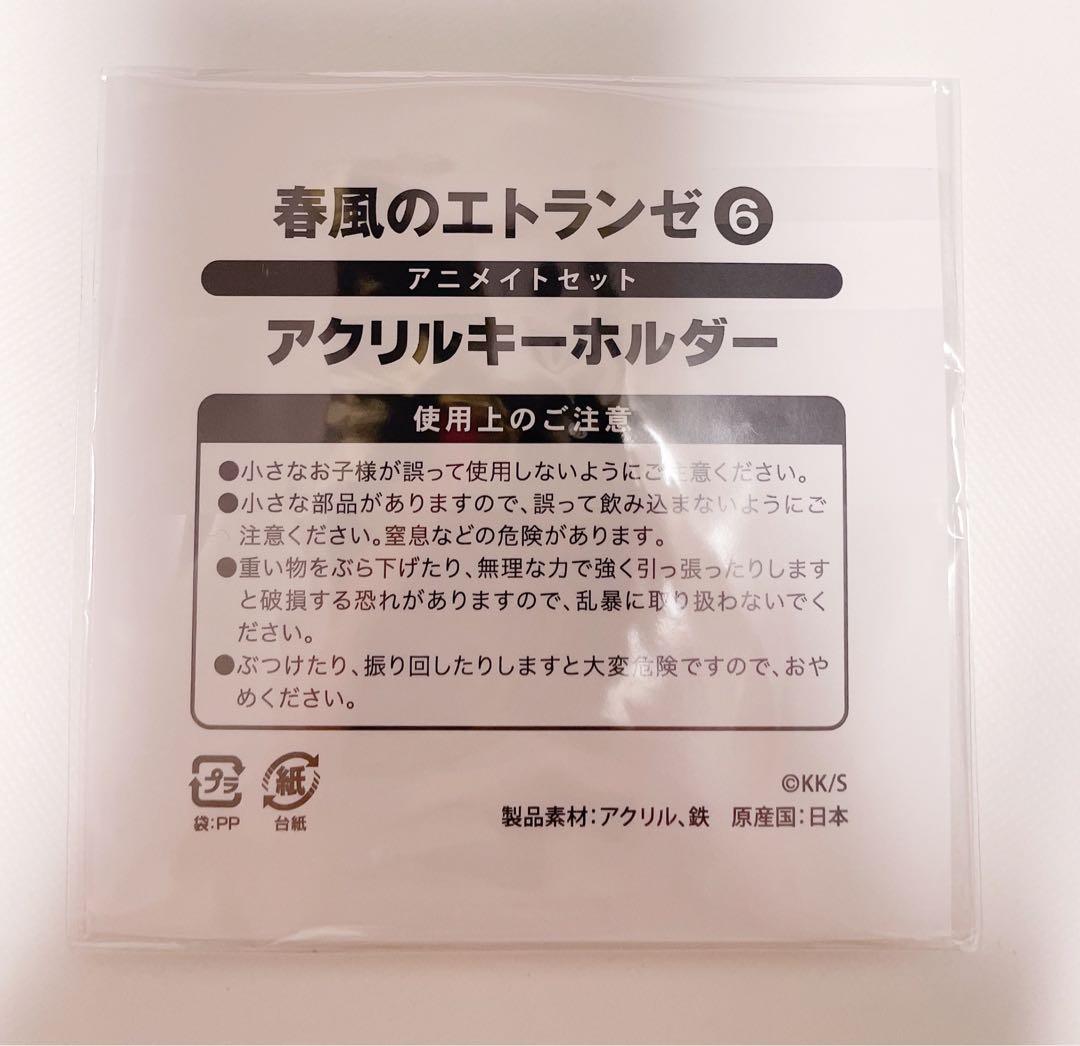 春風のエトランゼ❻
アニメイトセット
アクリルキーホルダー
使用上のご注意
●小さなお子様が誤って使用しないようにご注意ください。
●小さな部品がありますので、誤って飲み込まないようにご
注意ください。窒息などの危険があります。
●重い物をぶら下げたり、無理な力で強く引っ張ったりします
と破損する恐れがありますので、乱暴に取り扱わないでく
ださい。
●ぶつけたり、振り回したりしますと大変危険ですので、おや
めください。
プラ 紙
袋:PP 台紙
©KK/S
製品素材:アクリル、鉄 原産国:日本